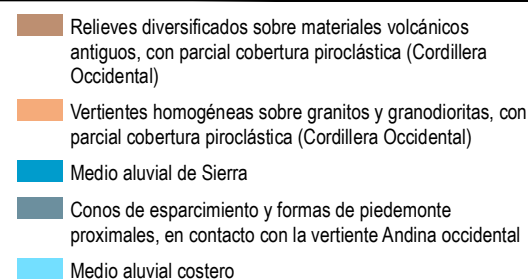 Relieves diversificados sobre materiales volcánicos
antiguos, con parcial cobertura piroclástica (Cordillera
Occidental)
Vertientes homogéneas sobre granitos y granodioritas, con
parcial cobertura piroclástica (Cordillera Occidental)
Medio aluvial de Sierra
Conos de esparcimiento y formas de piedemonte
proximales, en contacto con la vertiente Andina occidental
Medio aluvial costero